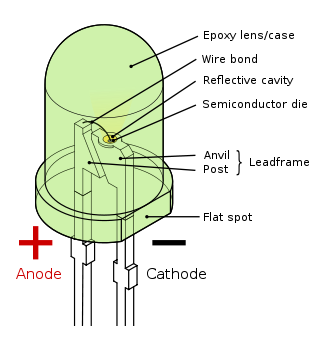 Epoxy lens/case
Wire bond
Reflective cavity
Semiconductor die
Anvil
Post
Leadframe
Flat spot
+ −
Anode Cathode